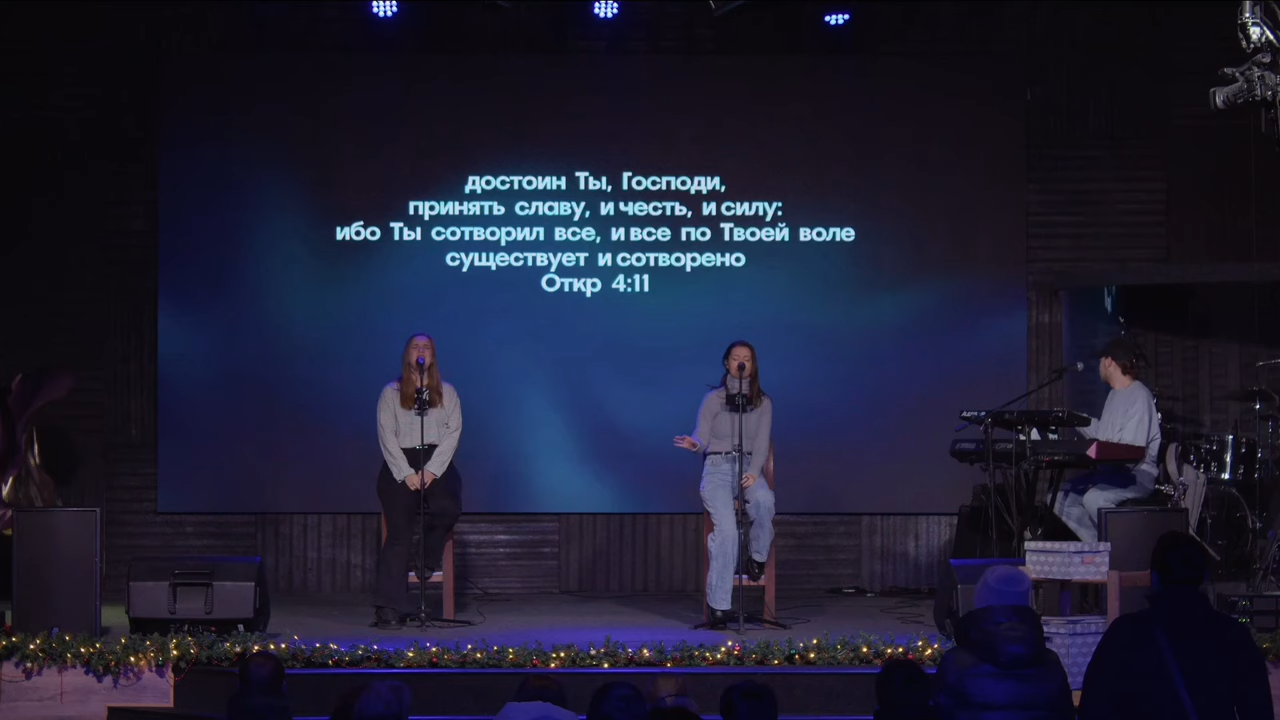 достоин Ты, Господи,
принять славу, и честь, и силу:
ибо Ты сотворил все, и все по Твоей воле
существует и сотворено
Откр 4:11